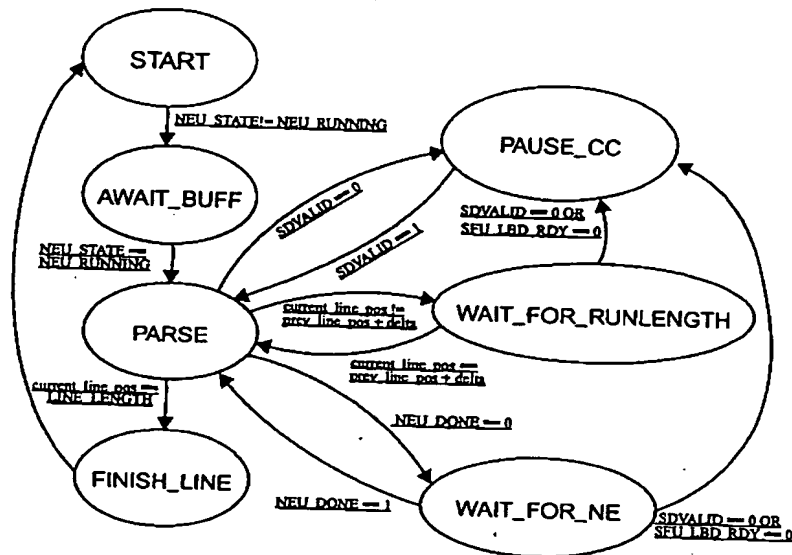 START
NEU_STATE!= NEU_RUNNING
PAUSE_CC
AWAIT_BUFF
SDVALID == 0
SDVALID == 0 OR
SFU_LBD_RDY == 0
SDVALID == 1
NEU_STATE ==
NEU_RUNNING
current_line_pos !=
prev_line_pos + delta
WAIT_FOR_RUNLENGTH
PARSE
current_line_pos ==
prev_line_pos + delta
current_line_pos ==
LINE_LENGTH
NEU_DONE == 0
FINISH_LINE
NEU_DONE == 1
WAIT_FOR_NE
SDVALID == 0 OR
SFU_LBD_RDY == 0